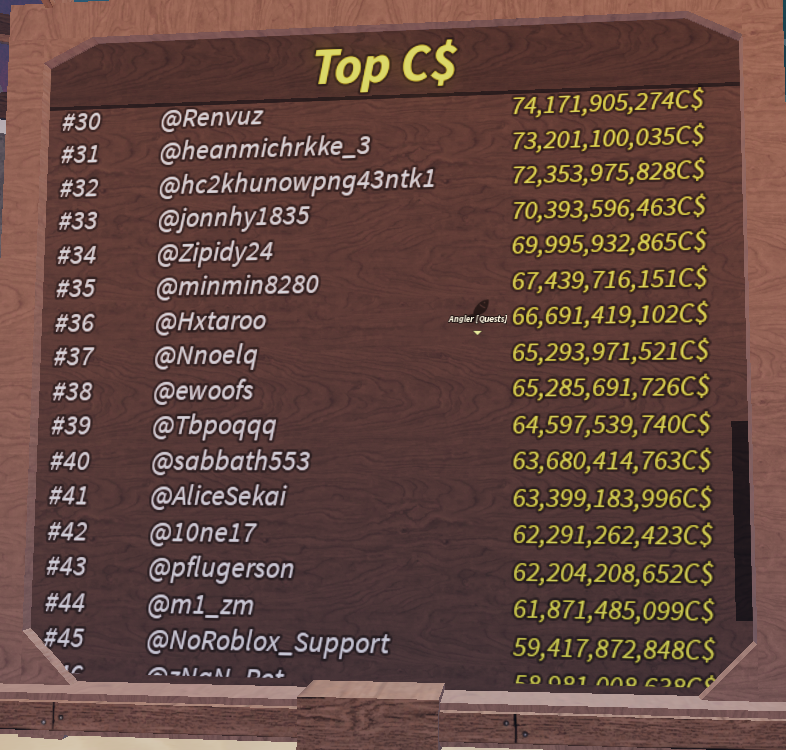 Top C$
#30 @Renvuz 74,171,905,274C$
#31 @heanmichrkke_3 73,201,100,035C$
#32 @hc2khunowpng43ntk1 72,353,975,828C$
#33 @jonnhy1835 70,393,596,463C$
#34 @Zipidy24 69,995,932,865C$
#35 @minmin8280 67,439,716,151C$
#36 @Hxtaroo 66,691,419,102C$
Angler [Quests]
#37 @Nnoelq 65,293,971,521C$
#38 @ewoofs 65,285,691,726C$
#39 @Tbpoqqq 64,597,539,740C$
#40 @sabbath553 63,680,414,763C$
#41 @AliceSekai 63,399,183,996C$
#42 @10ne17 62,291,262,423C$
#43 @pflugerson 62,204,208,652C$
#44 @m1_zm 61,871,485,099C$
#45 @NoRoblox_Support 59,417,872,848C$